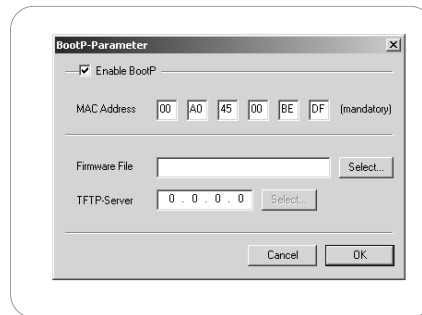 BootP-Parameter
Enable BootP
MAC Address 00 A0 45 00 BE DF (mandatory)
Firmware File Select...
TFTP-Server 0 . 0 . 0 . 0 Select...
Cancel OK